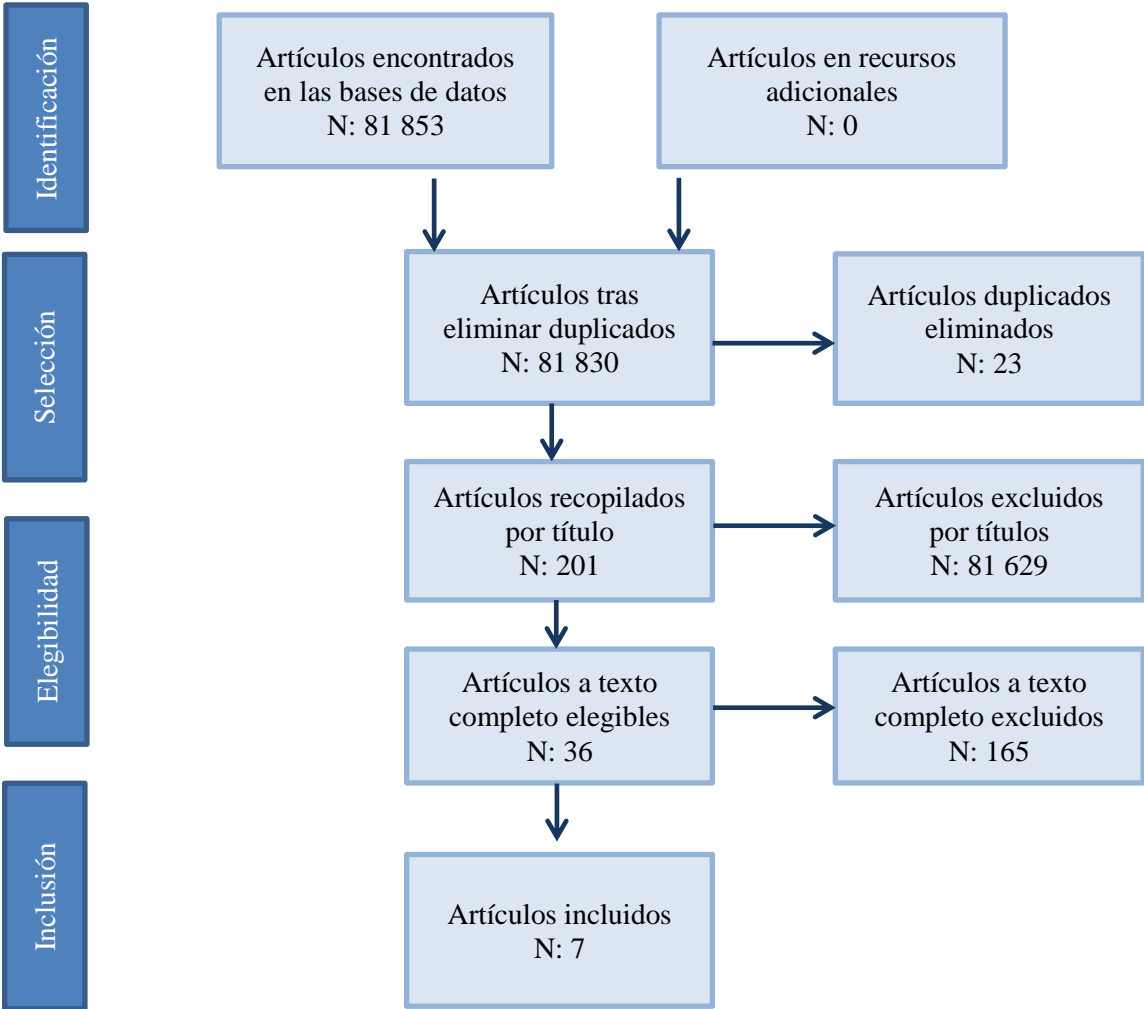 Identificación
Artículos encontrados
en las bases de datos
N: 81 853
Artículos en recursos
adicionales
N: 0
Selección
Artículos tras
eliminar duplicados
N: 81 830
Artículos duplicados
eliminados
N: 23
Artículos recopilados
por título
N: 201
Artículos excluidos
por títulos
N: 81 629
Elegibilidad
Artículos a texto
completo elegibles
N: 36
Artículos a texto
completo excluidos
N: 165
Inclusión
Artículos incluidos
N: 7